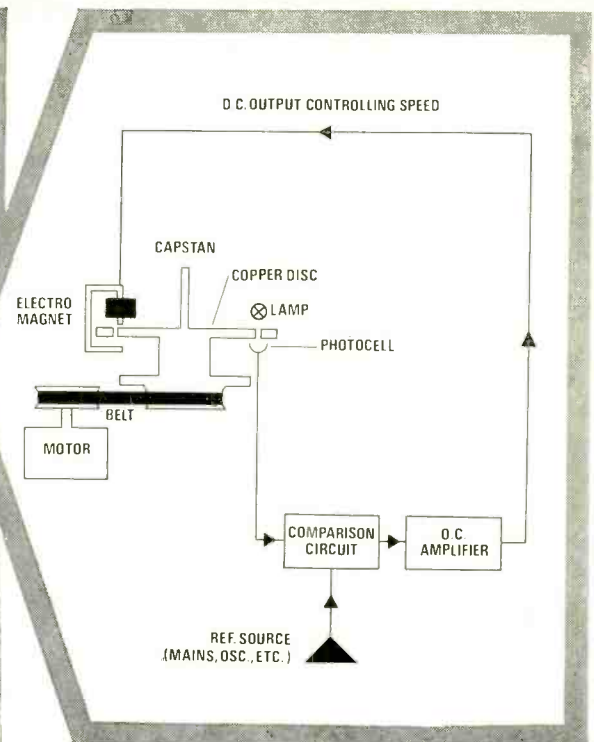 D.C. OUTPUT CONTROLLING SPEED
CAPSTAN
COPPER DISC
ELECTRO
MAGNET
LAMP
PHOTOCELL
BELT
MOTOR
COMPARISON
CIRCUIT
O.C.
AMPLIFIER
REF. SOURCE
(MAINS, OSC., ETC.)